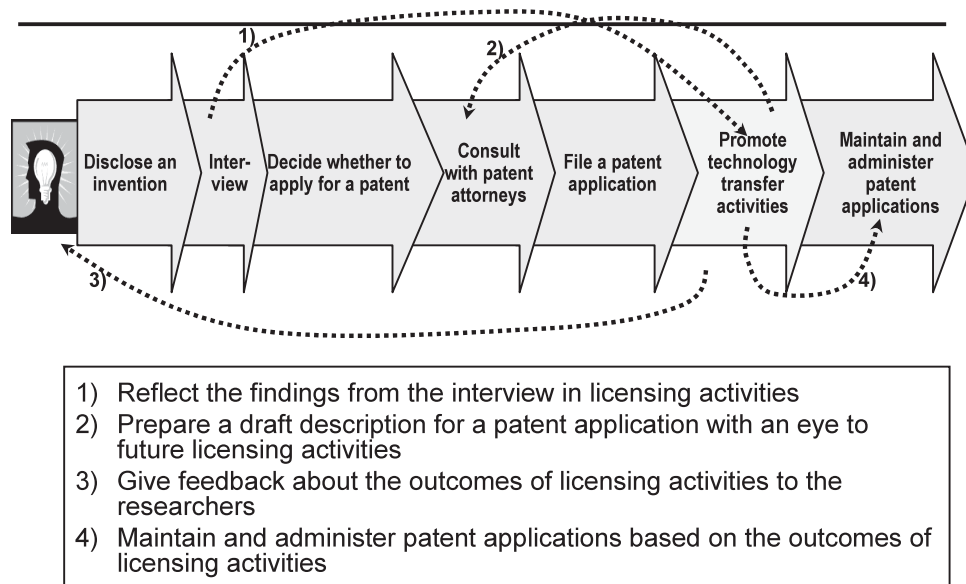 1)
2)
Disclose an
invention
Inter-
view
Decide whether to
apply for a patent
Consult
with patent
attorneys
File a patent
application
Promote
technology
transfer
activities
Maintain and
administer
patent
applications
3)
4)
1) Reflect the findings from the interview in licensing activities
2) Prepare a draft description for a patent application with an eye to
future licensing activities
3) Give feedback about the outcomes of licensing activities to the
researchers
4) Maintain and administer patent applications based on the outcomes of
licensing activities